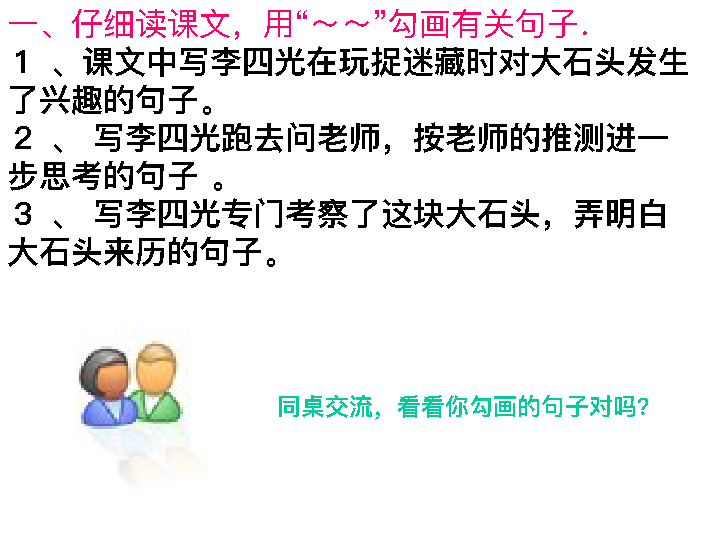 一、仔细读课文，用“～～”勾画有关句子.
１ 、课文中写李四光在玩捉迷藏时对大石头发生
了兴趣的句子。
２ 、 写李四光跑去问老师，按老师的推测进一
步思考的句子 。
３ 、 写李四光专门考察了这块大石头，弄明白
大石头来历的句子。
同桌交流，看看你勾画的句子对吗?